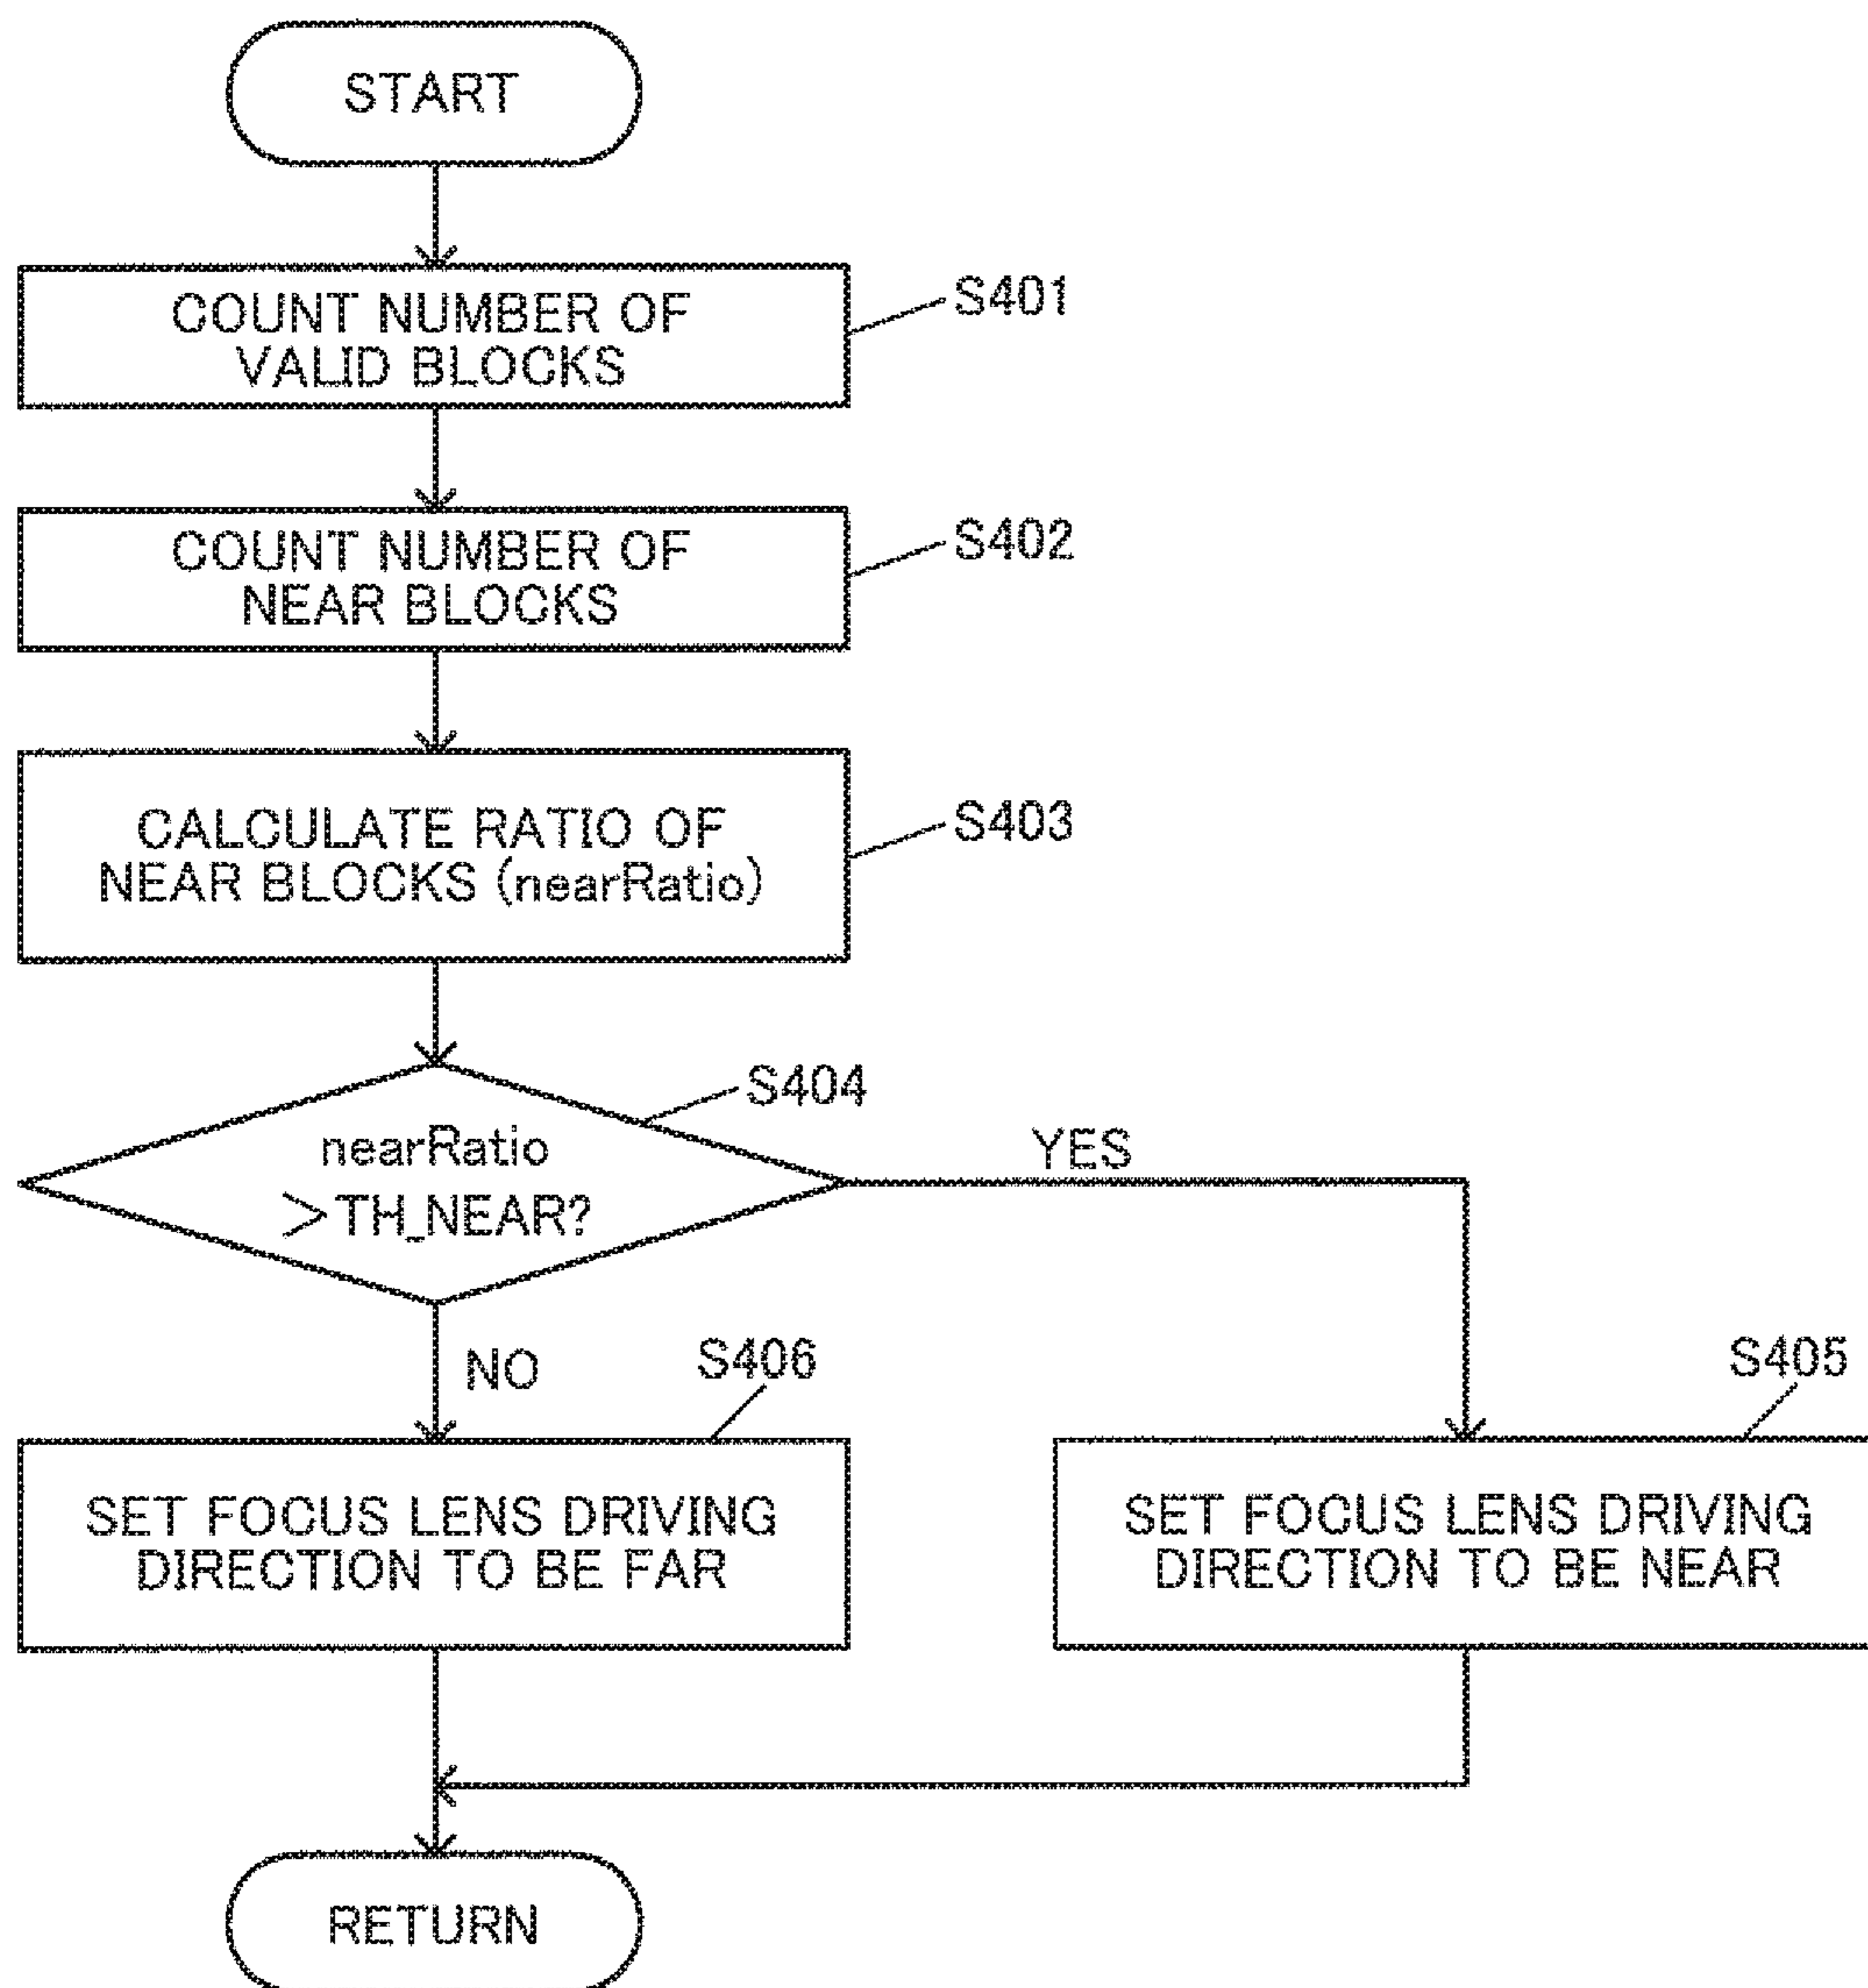 START
COUNT NUMBER OF
VALID BLOCKS
S401
COUNT NUMBER OF
NEAR BLOCKS
S402
CALCULATE RATIO OF
NEAR BLOCKS (nearRatio)
S403
nearRatio
>TH_NEAR?
S404
YES
NO
S406
SET FOCUS LENS DRIVING
DIRECTION TO BE FAR
S405
SET FOCUS LENS DRIVING
DIRECTION TO BE NEAR
RETURN